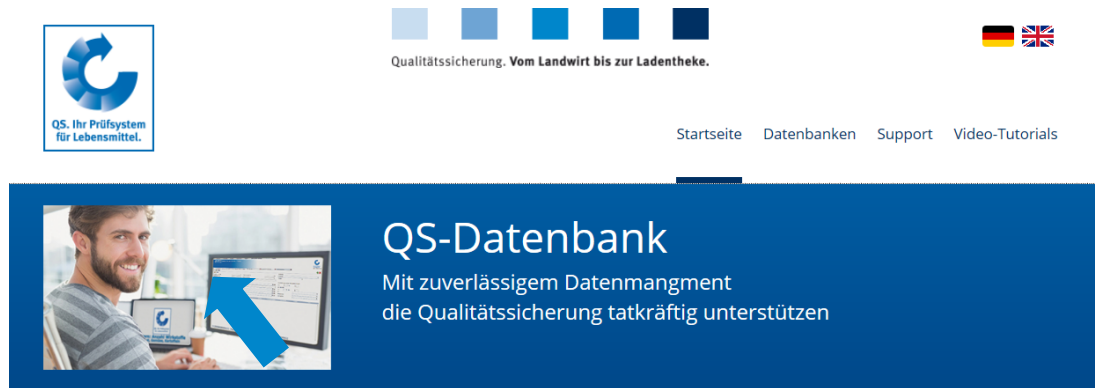 Qualitätssicherung. Vom Landwirt bis zur Ladentheke.
QS. Ihr Prüfsystem
für Lebensmittel.
Startseite Datenbanken Support Video-Tutorials
QS-Datenbank
Mit zuverlässigem Datenmangment
die Qualitätssicherung tatkräftig unterstützen